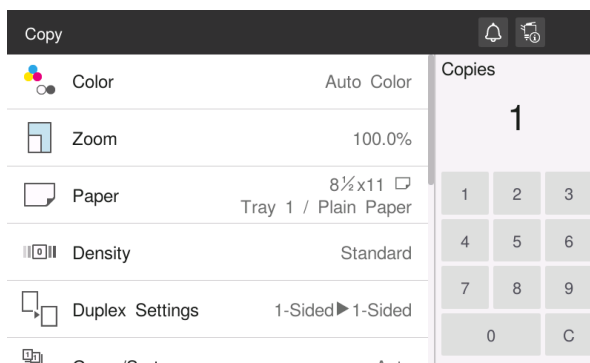 Copy
Copies
1
Color Auto Color
Zoom 100.0%
Paper 8½x11
Tray 1 / Plain Paper
0 Density Standard
Duplex Settings 1-Sided▶1-Sided
1 2 3
4 5 6
7 8 9
0 C